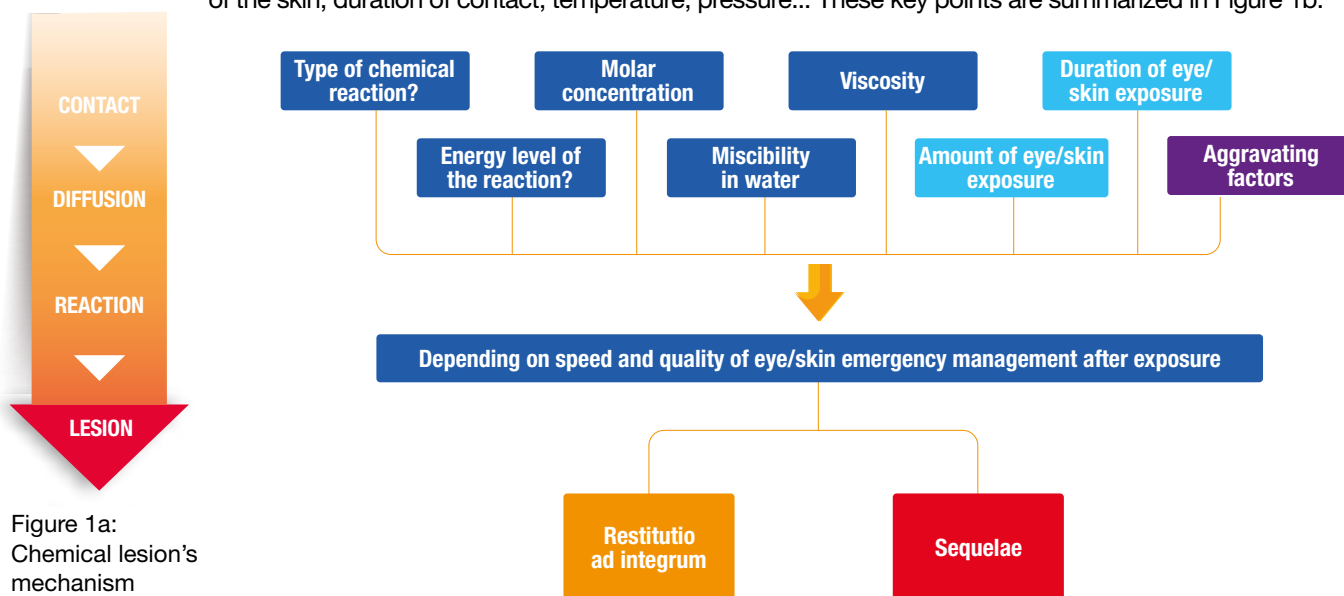 of the skin, duration of contact, temperature, pressure... These key points are summarized in Figure 1b.
CONTACT
DIFFUSION
REACTION
LESION
Figure 1a:
Chemical lesion's
mechanism
Type of chemical
reaction?
Molar
concentration
Viscosity
Duration of eye/
skin exposure
Energy level of
the reaction?
Miscibility
in water
Amount of eye/skin
exposure
Aggravating
factors
Depending on speed and quality of eye/skin emergency management after exposure
Restitutio
ad integrum
Sequelae